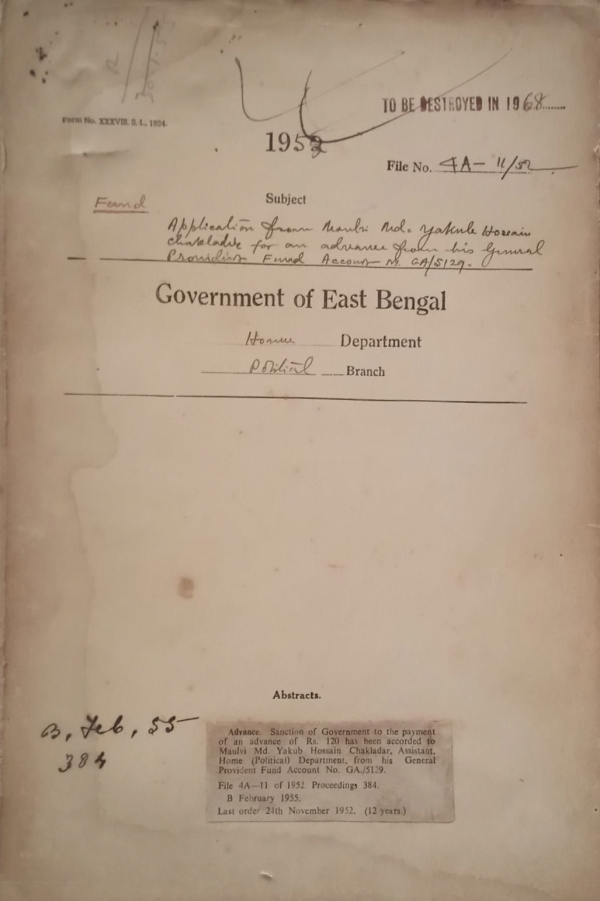 TO BE DESTROYED IN 1968
Form No. XXXVIII, S. I., 1924.
1952
File No. 4A - 11/52
Fund
Subject
Application from Maulvi Md. Yakub Hossain
Chakladar for an advance from his General
Provident Fund Account No. GA/5129.
Government of East Bengal
Home Department
Political Branch
Abstracts.
B, Feb, 55
384
Advance. Sanction of Government to the payment
of an advance of Rs. 120 has been accorded to
Maulvi Md. Yakub Hossain Chakladar, Assistant,
Home (Political) Department, from his General
Provident Fund Account No. GA./5129.
File 4A—11 of 1952. Proceedings 384.
B February 1955.
Last order 24th November 1952. (12 years.)